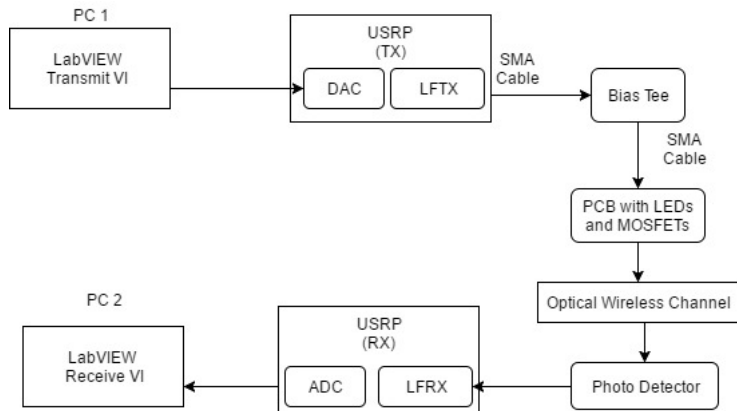 PC 1
LabVIEW
Transmit VI
USRP
(TX)
DAC
LFTX
SMA
Cable
Bias Tee
SMA
Cable
PCB with LEDs
and MOSFETs
Optical Wireless Channel
Photo Detector
USRP
(RX)
ADC
LFRX
PC 2
LabVIEW
Receive VI